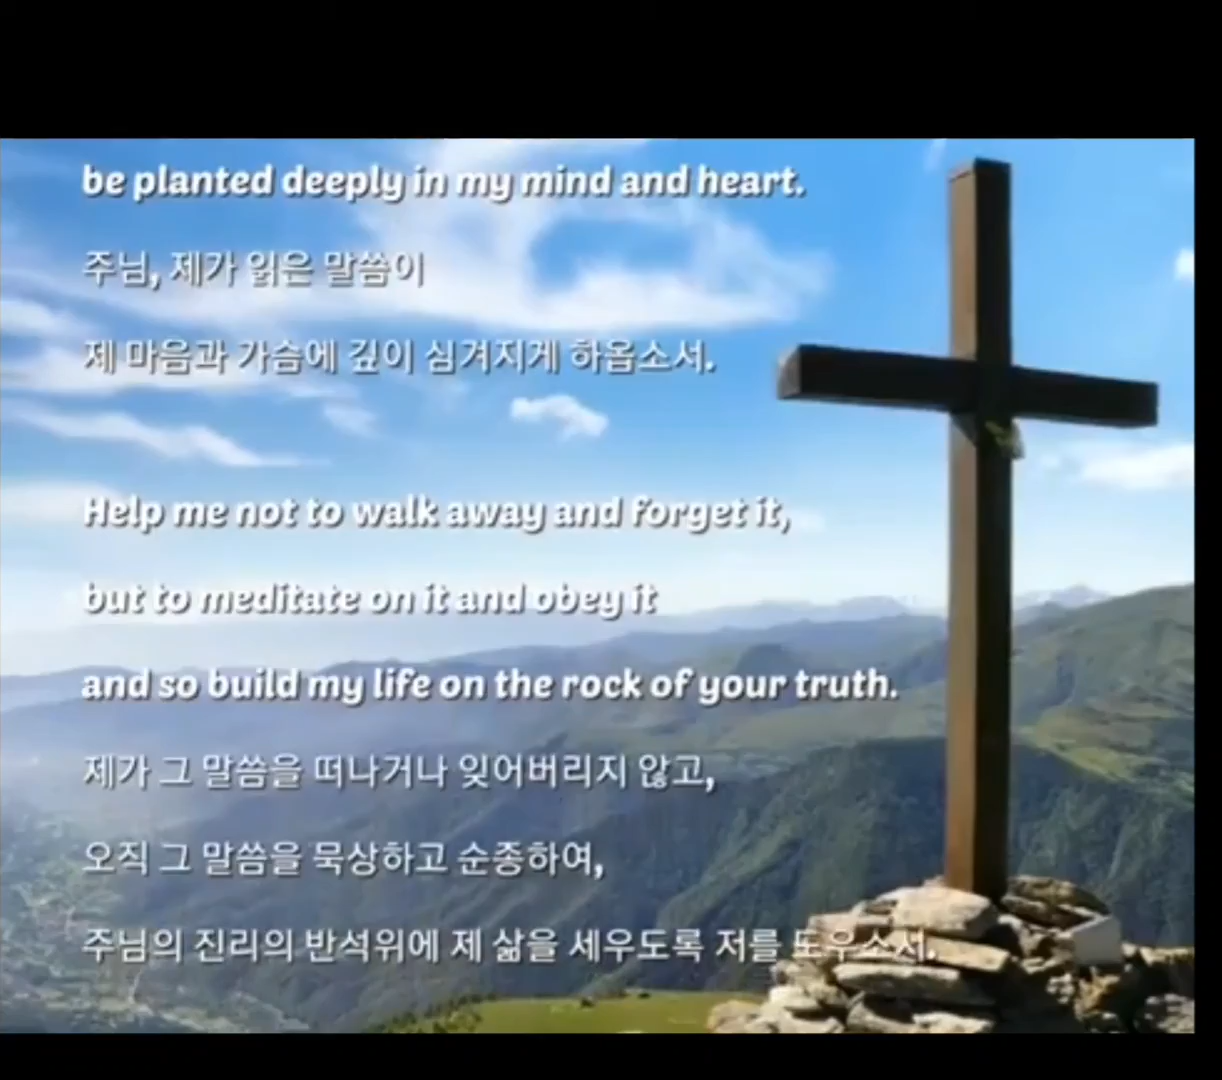 be planted deeply in my mind and heart.
주님, 제가 읽은 말씀이
제 마음과 가슴에 깊이 심겨지게 하옵소서.
Help me not to walk away and forget it,
but to meditate on it and obey it
and so build my life on the rock of your truth.
제가 그 말씀을 떠나거나 잊어버리지 않고,
오직 그 말씀을 묵상하고 순종하여,
주님의 진리의 반석위에 제 삶을 세우도록 저를 도우소서.